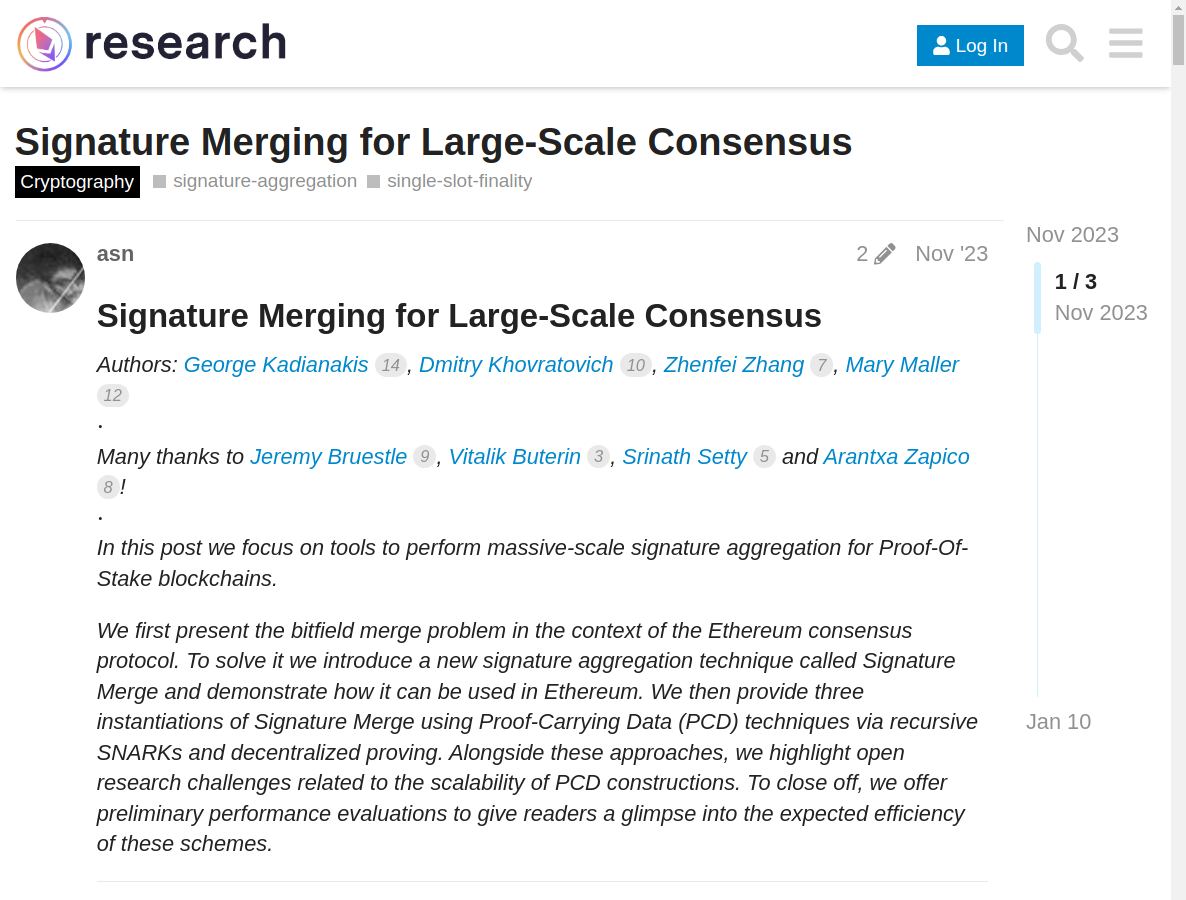 research
Log In
Signature Merging for Large-Scale Consensus
Cryptography signature-aggregation single-slot-finality
asn 2 Nov '23
Signature Merging for Large-Scale Consensus
Authors: George Kadianakis 14, Dmitry Khovratovich 10, Zhenfei Zhang 7, Mary Maller
12
.
Many thanks to Jeremy Bruestle 9, Vitalik Buterin 3, Srinath Setty 5 and Arantxa Zapico
8!
.
In this post we focus on tools to perform massive-scale signature aggregation for Proof-Of-
Stake blockchains.
We first present the bitfield merge problem in the context of the Ethereum consensus
protocol. To solve it we introduce a new signature aggregation technique called Signature
Merge and demonstrate how it can be used in Ethereum. We then provide three
instantiations of Signature Merge using Proof-Carrying Data (PCD) techniques via recursive
SNARKs and decentralized proving. Alongside these approaches, we highlight open
research challenges related to the scalability of PCD constructions. To close off, we offer
preliminary performance evaluations to give readers a glimpse into the expected efficiency
of these schemes.
Nov 2023
1 / 3
Nov 2023
Jan 10